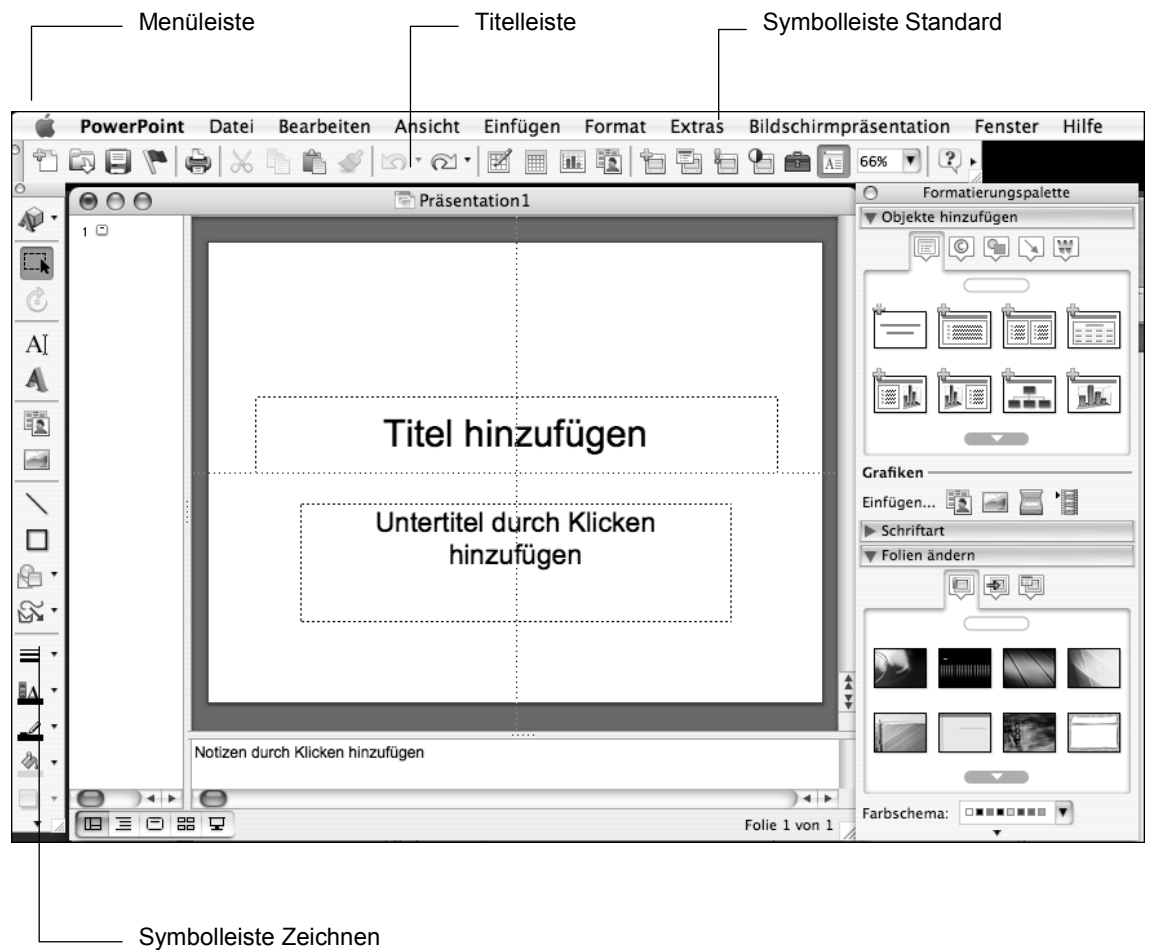 Menüleiste Titelleiste Symbolleiste Standard
PowerPoint Datei Bearbeiten Ansicht Einfügen Format Extras Bildschirmpräsentation Fenster Hilfe
66%
Präsentation1
Formatierungspalette
Objekte hinzufügen
1
Titel hinzufügen
Untertitel durch Klicken
hinzufügen
Grafiken
Einfügen...
Schriftart
Folien ändern
Notizen durch Klicken hinzufügen
Farbschema:
Folie 1 von 1
Symbolleiste Zeichnen